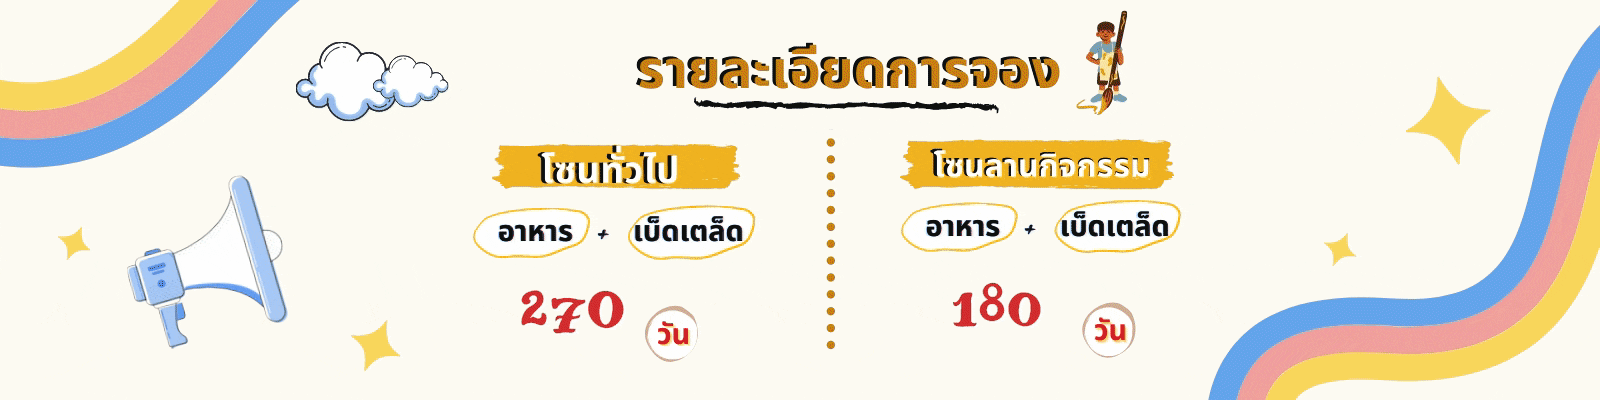 รายละเอียดการจอง
โซนทั่วไป
อาหาร + เบ็ดเตล็ด
270 วัน
โซนลานกิจกรรม
อาหาร + เบ็ดเตล็ด
180 วัน